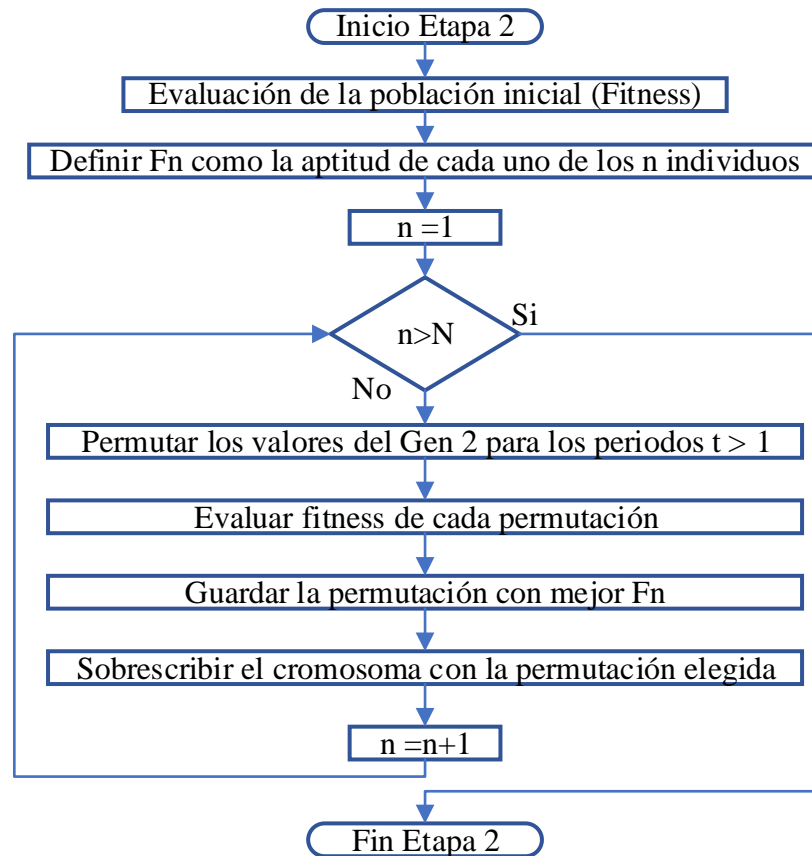 Inicio Etapa 2
Evaluación de la población inicial (Fitness)
Definir Fn como la aptitud de cada uno de los n individuos
n =1
Si
n>N
No
Permutar los valores del Gen 2 para los periodos t > 1
Evaluar fitness de cada permutación
Guardar la permutación con mejor Fn
Sobrescribir el cromosoma con la permutación elegida
n =n+1
Fin Etapa 2